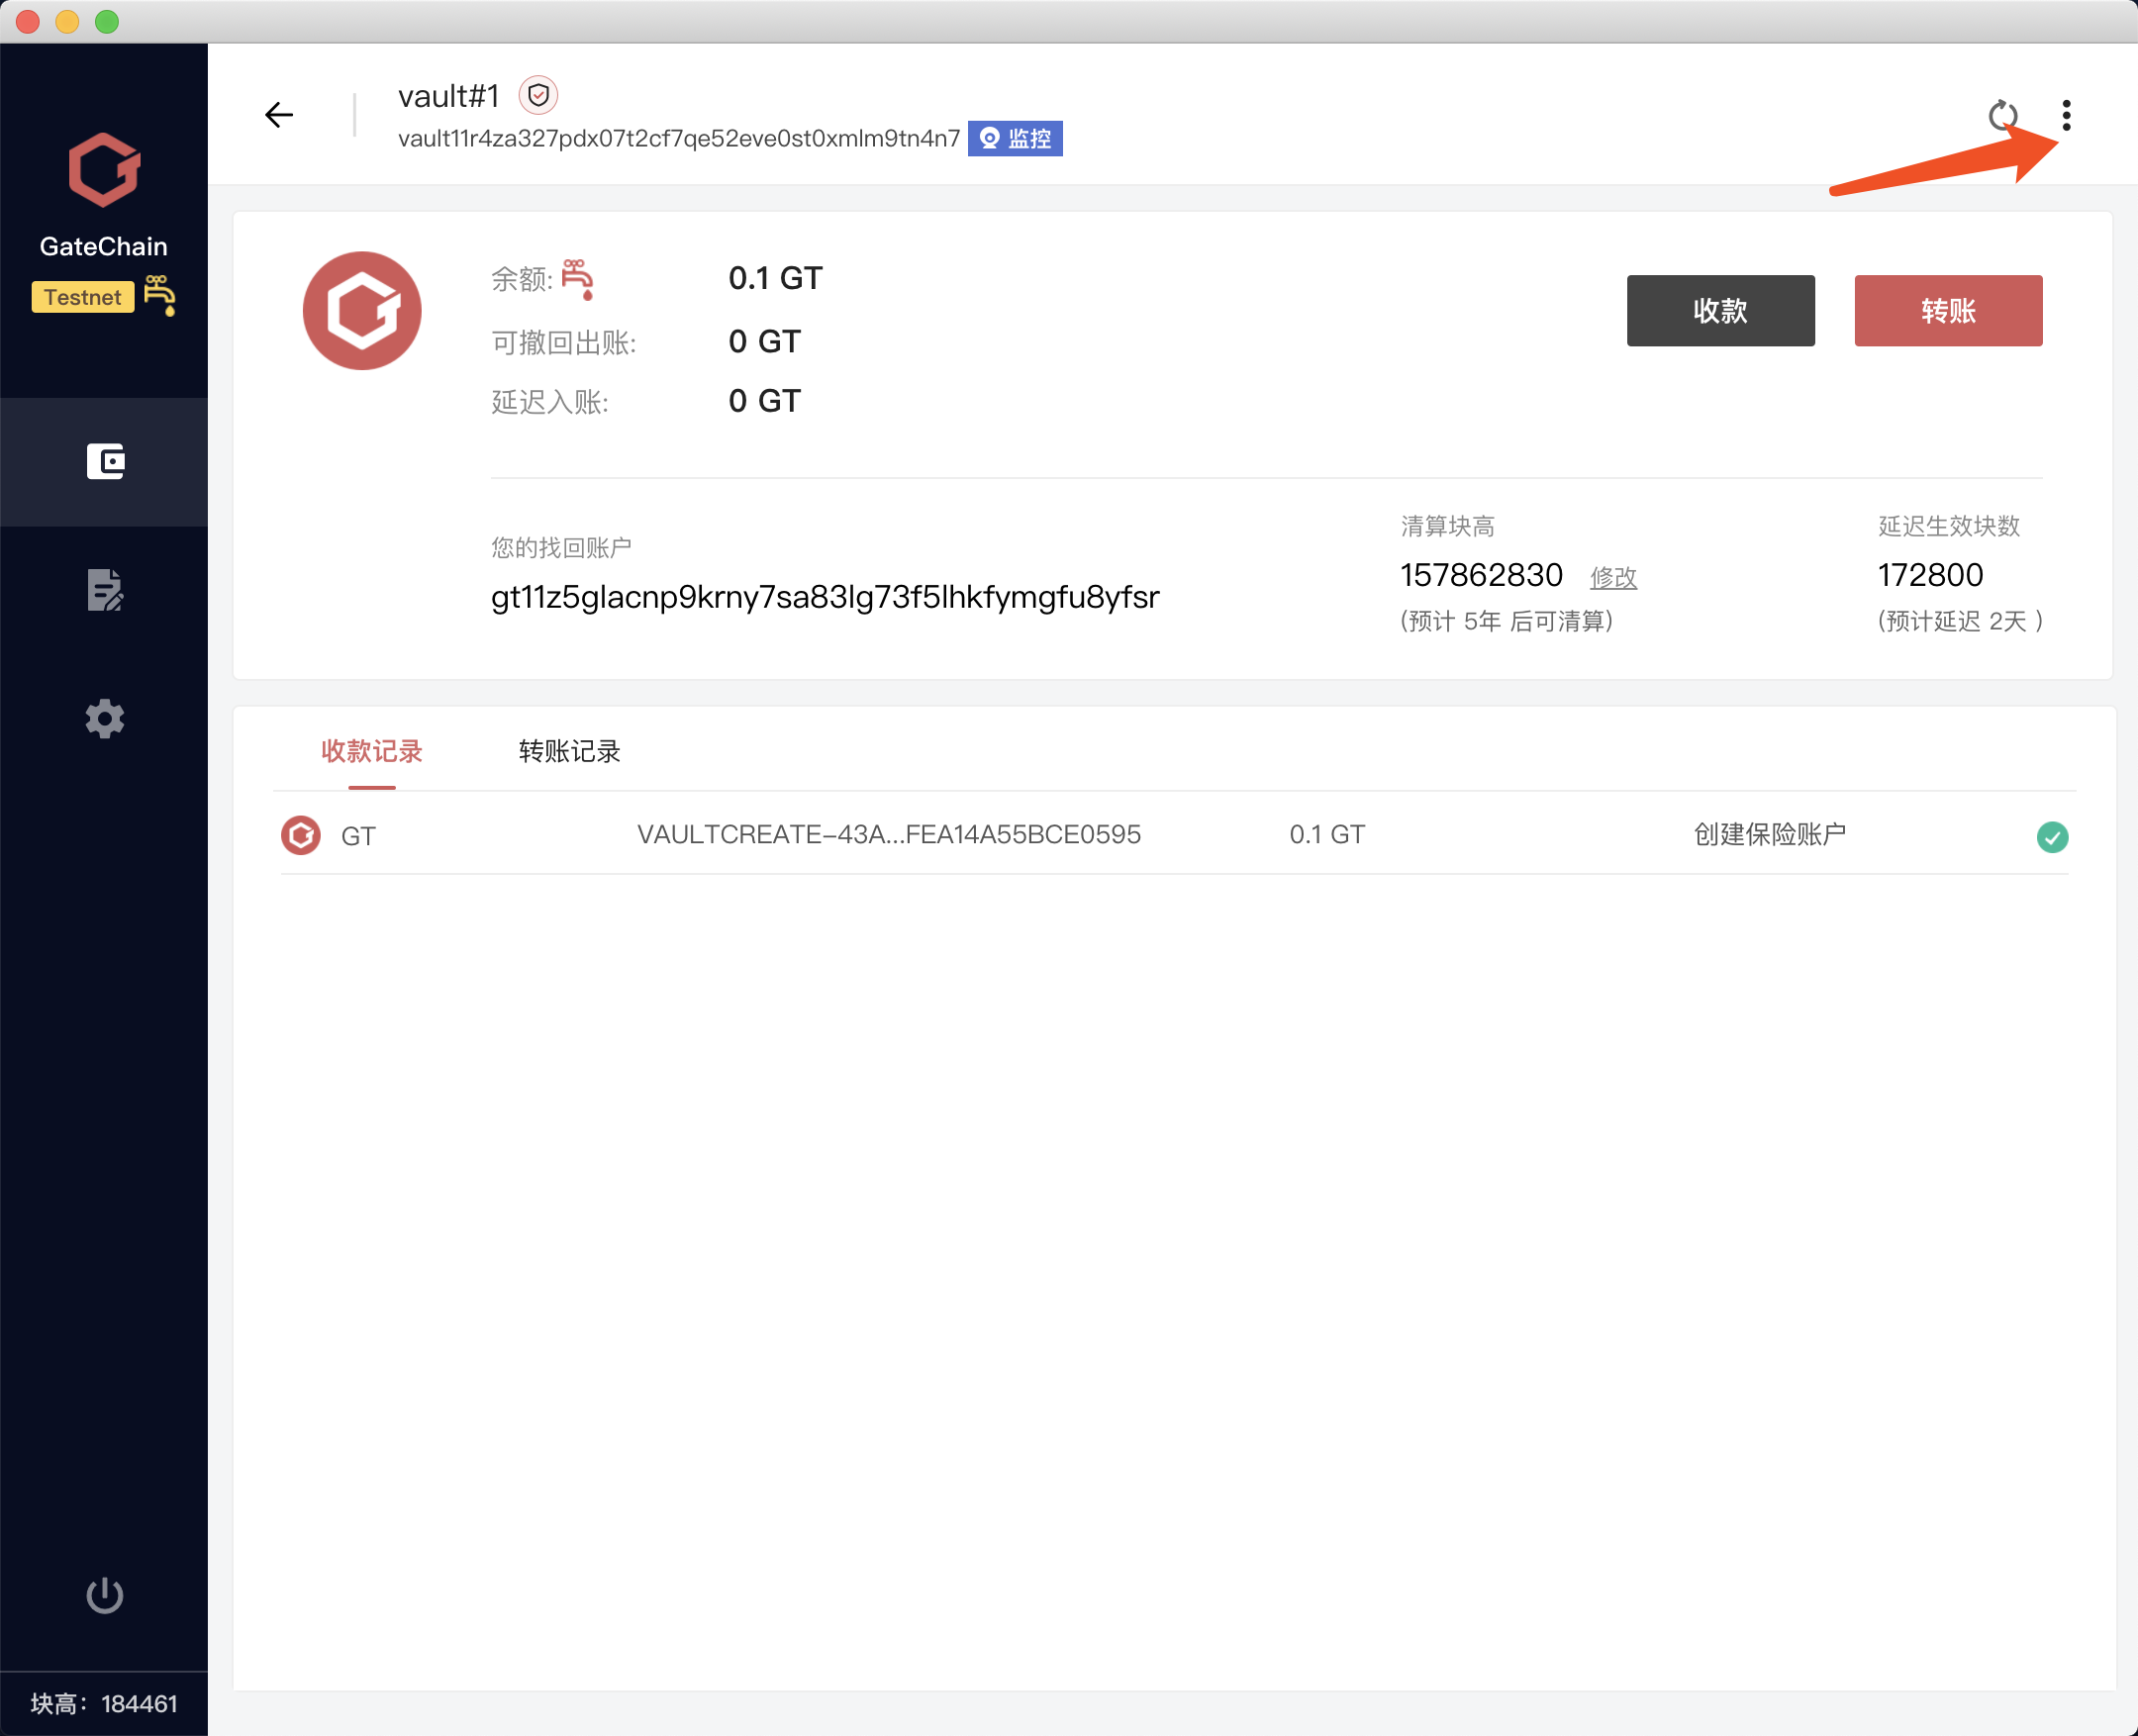 GateChain
Testnet
块高：184461
vault#1
vault11r4za327pdx07t2cf7qe52eve0st0xmlm9tn4n7 监控
余额: 0.1 GT
可撤回出账: 0 GT
延迟入账: 0 GT
收款 转账
您的找回账户
gt11z5glacnp9krny7sa83lg73f5lhkfymgfu8yfsr
清算块高
157862830 修改
(预计 5年 后可清算)
延迟生效块数
172800
(预计延迟 2天 )
收款记录 转账记录
GT VAULTCREATE-43A...FEA14A55BCE0595 0.1 GT 创建保险账户